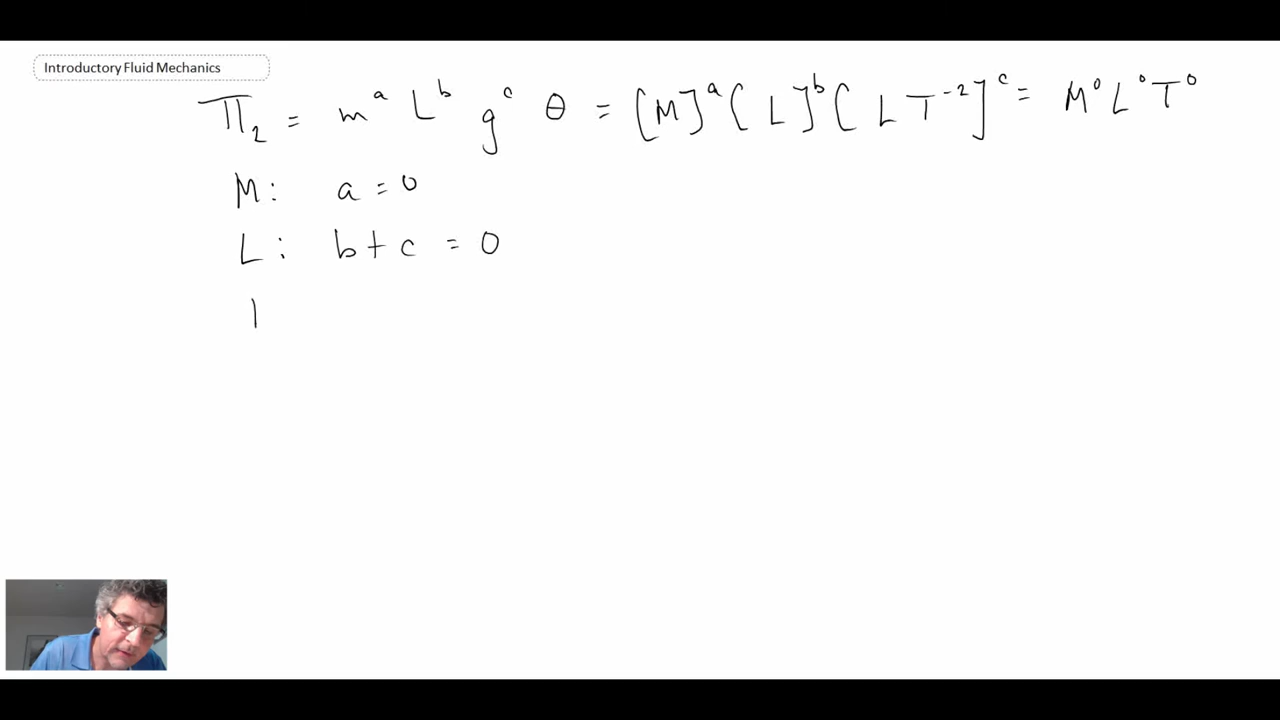 Introductory Fluid Mechanics
Π₂ = mᵃ Lᵇ gᶜ θ = [M]ᵃ [L]ᵇ [L T⁻²]ᶜ = M⁰ L⁰ T⁰
M: a = 0
L: b + c = 0